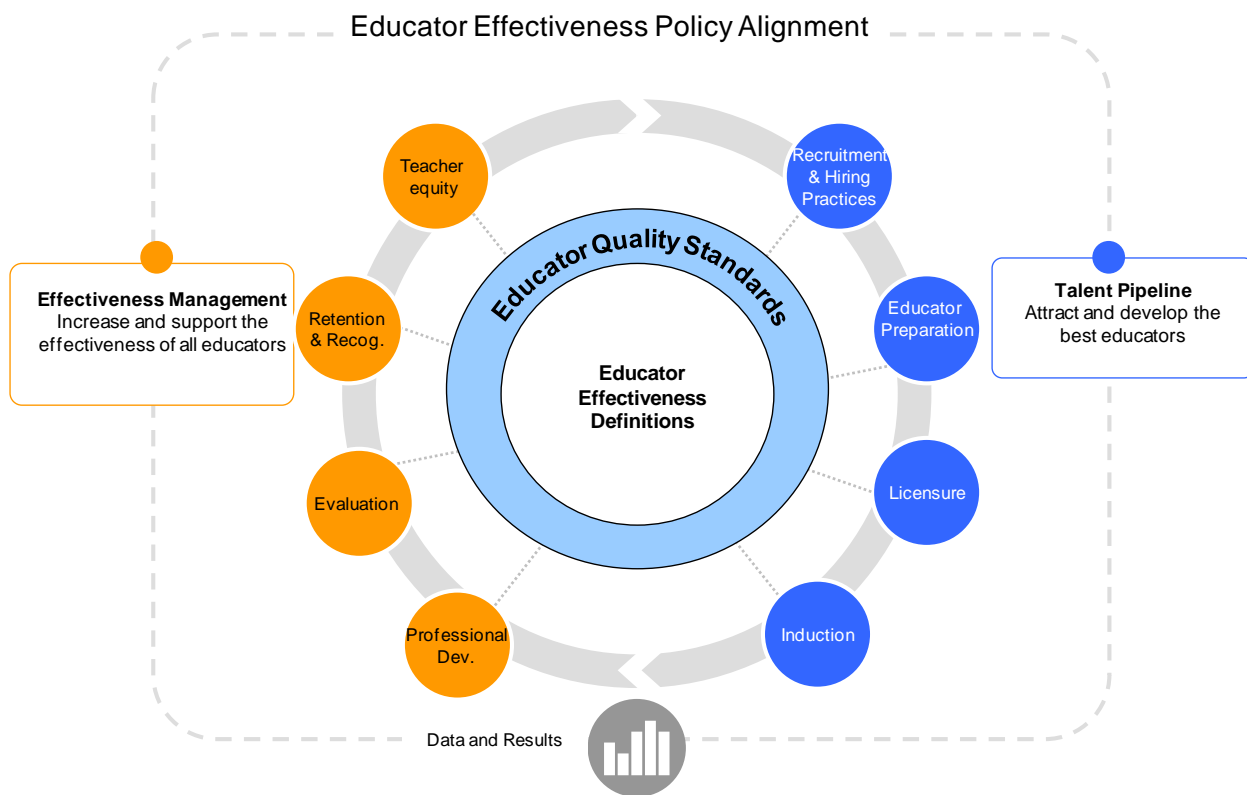 Educator Effectiveness Policy Alignment
Teacher
equity
Recruitment
& Hiring
Practices
Educator Quality Standards
Effectiveness Management
Increase and support the
effectiveness of all educators
Retention
& Recog.
Educator
Preparation
Talent Pipeline
Attract and develop the
best educators
Educator
Effectiveness
Definitions
Evaluation
Licensure
Professional
Dev.
Induction
Data and Results